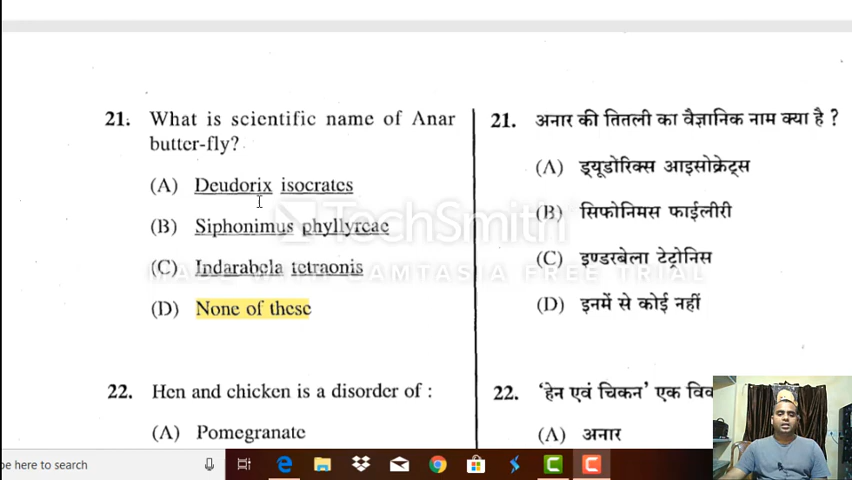 21. What is scientific name of Anar
butter-fly?
(A) Deudorix isocrates
(B) Siphonimus phyllyreae
(C) Indarabela tetraonis
(D) None of these
22. Hen and chicken is a disorder of :
(A) Pomegranate
21. अनार की तितली का वैज्ञानिक नाम क्या है ?
(A) ड्यूडोरिक्स आइसोक्रेट्स
(B) सिफोनिमस फाईलीरी
(C) इण्डरबेला टेट्रोनिस
(D) इनमें से कोई नहीं
22. 'हेन एवं चिकन' एक
(A) अनार
TechSmith
MADE WITH CAMTASIA FREE TRIAL
pe here to search